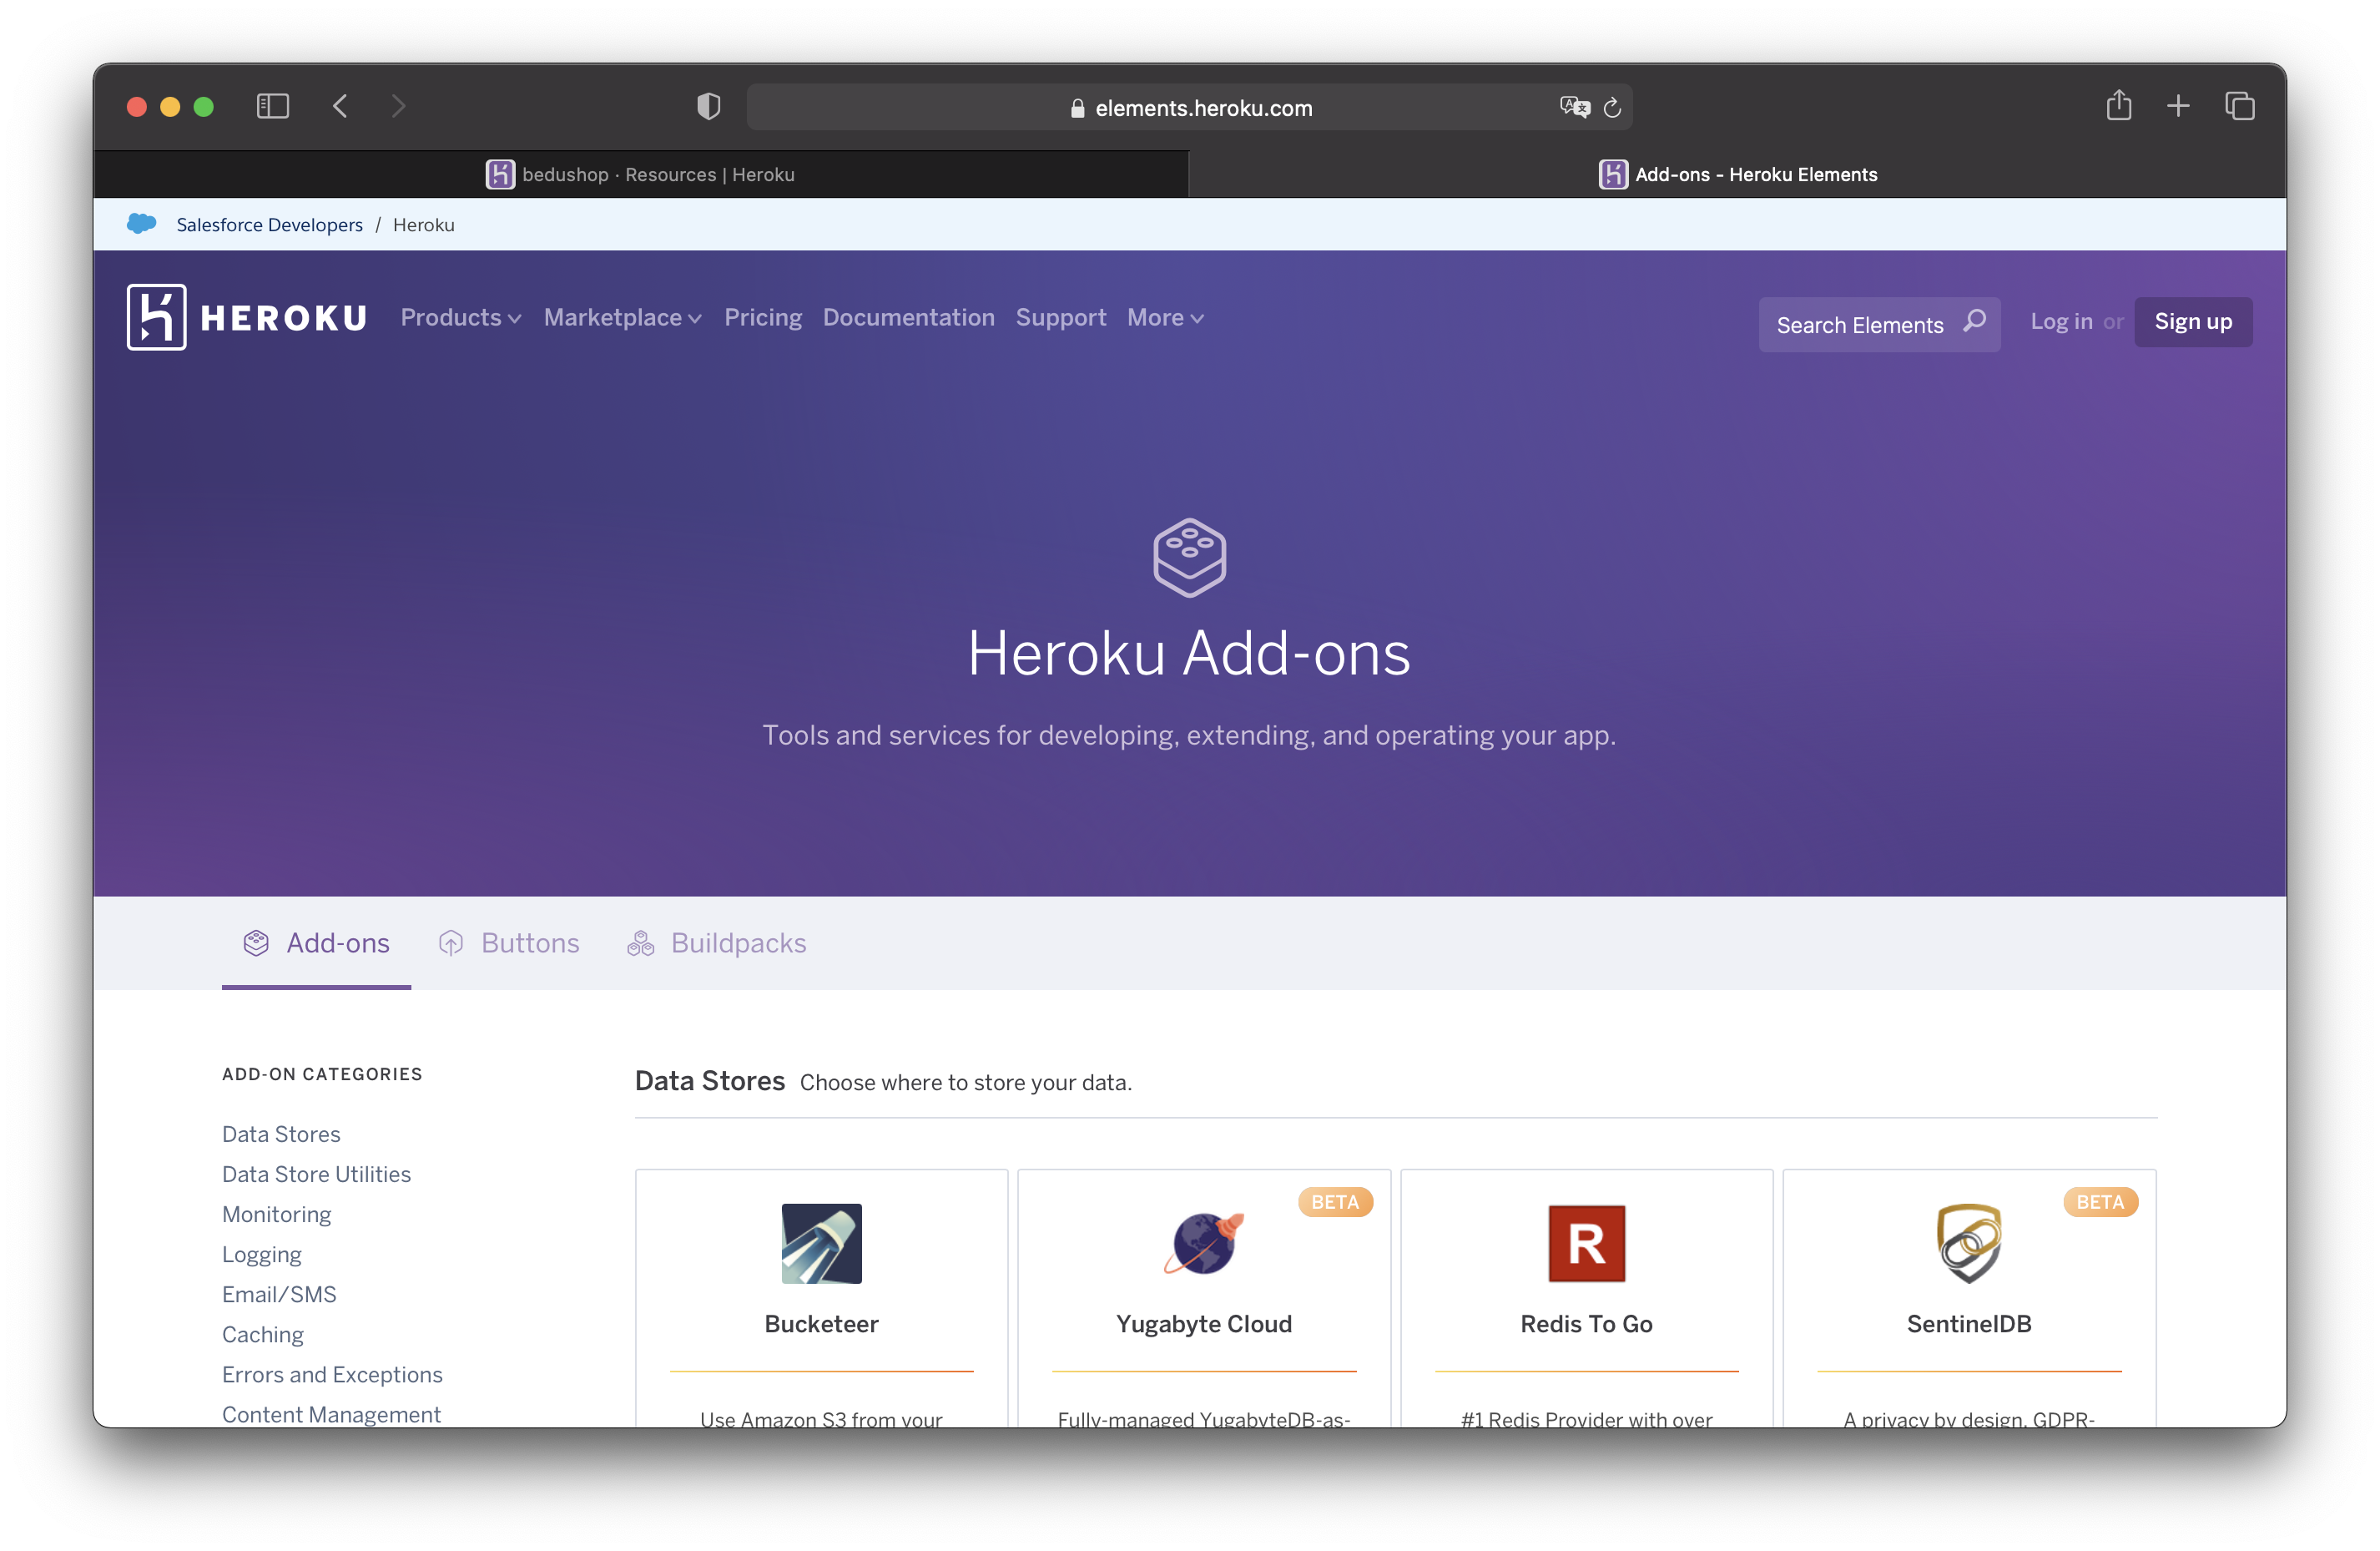 elements.heroku.com
bedushop · Resources | Heroku
Add-ons - Heroku Elements
Salesforce Developers / Heroku
HEROKU Products Marketplace Pricing Documentation Support More Search Elements Log in or Sign up
Heroku Add-ons
Tools and services for developing, extending, and operating your app.
Add-ons Buttons Buildpacks
ADD-ON CATEGORIES
Data Stores
Data Store Utilities
Monitoring
Logging
Email/SMS
Caching
Errors and Exceptions
Content Management
Data Stores Choose where to store your data.
Bucketeer
Use Amazon S3 from your
BETA
Yugabyte Cloud
Fully-managed YugabyteDB-as-
R
Redis To Go
#1 Redis Provider with over
BETA
SentinelDB
A privacy by design, GDPR-